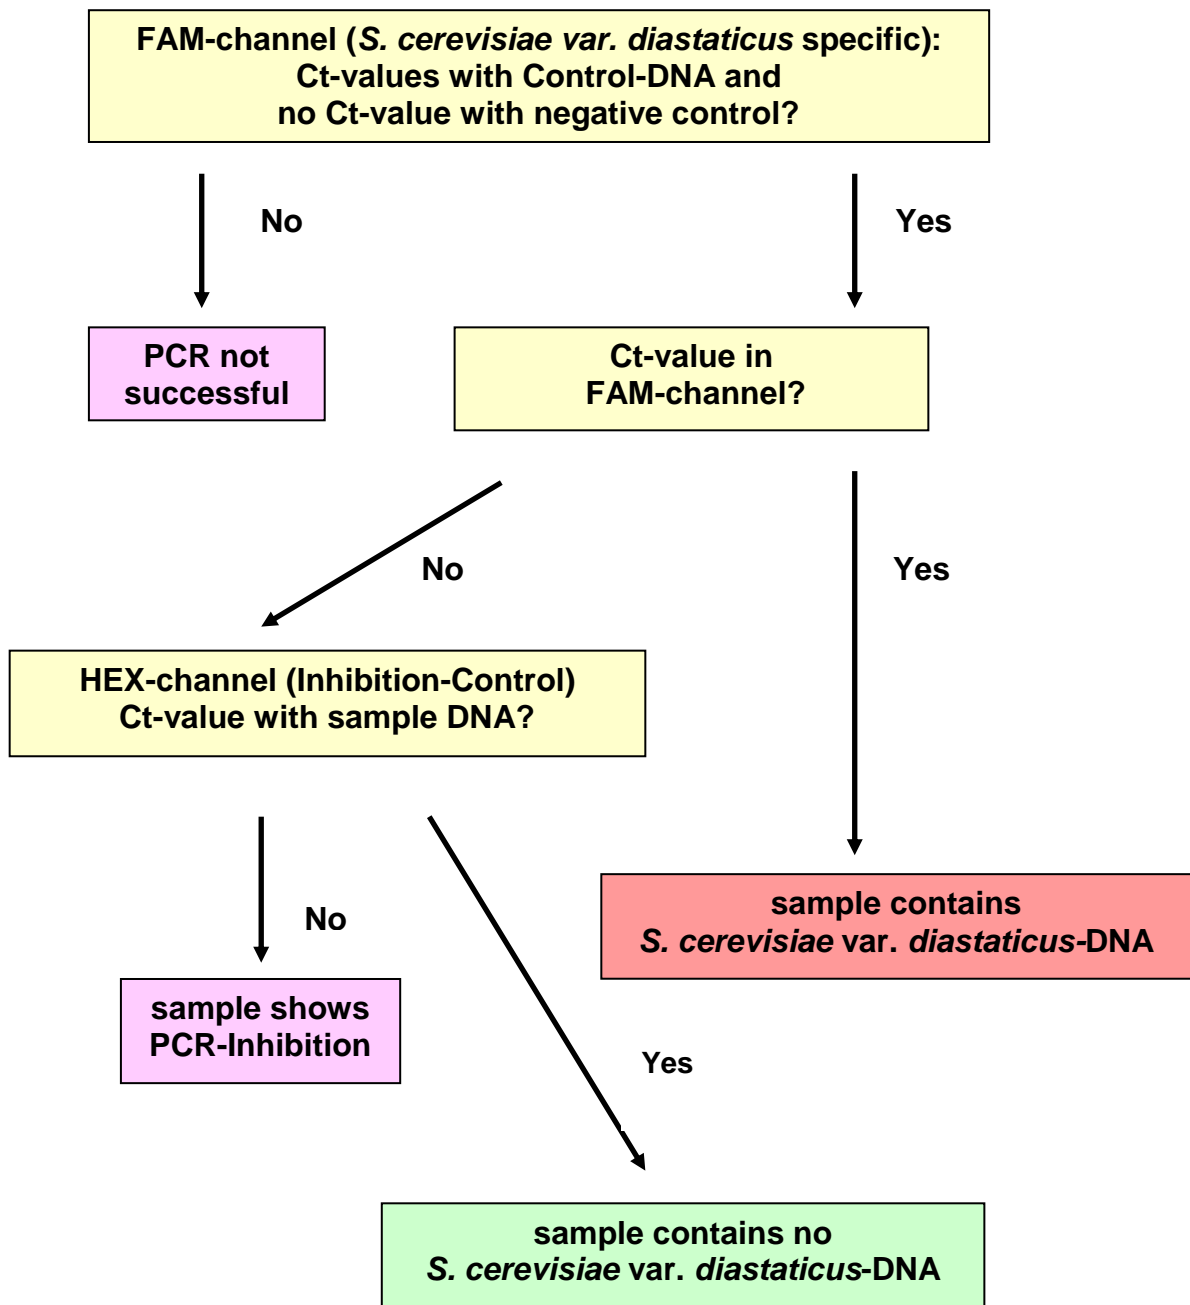 FAM-channel (S. cerevisiae var. diastaticus specific):
Ct-values with Control-DNA and
no Ct-value with negative control?
No
Yes
PCR not
successful
Ct-value in
FAM-channel?
No
Yes
HEX-channel (Inhibition-Control)
Ct-value with sample DNA?
No
sample contains
S. cerevisiae var. diastaticus-DNA
sample shows
PCR-Inhibition
Yes
sample contains no
S. cerevisiae var. diastaticus-DNA